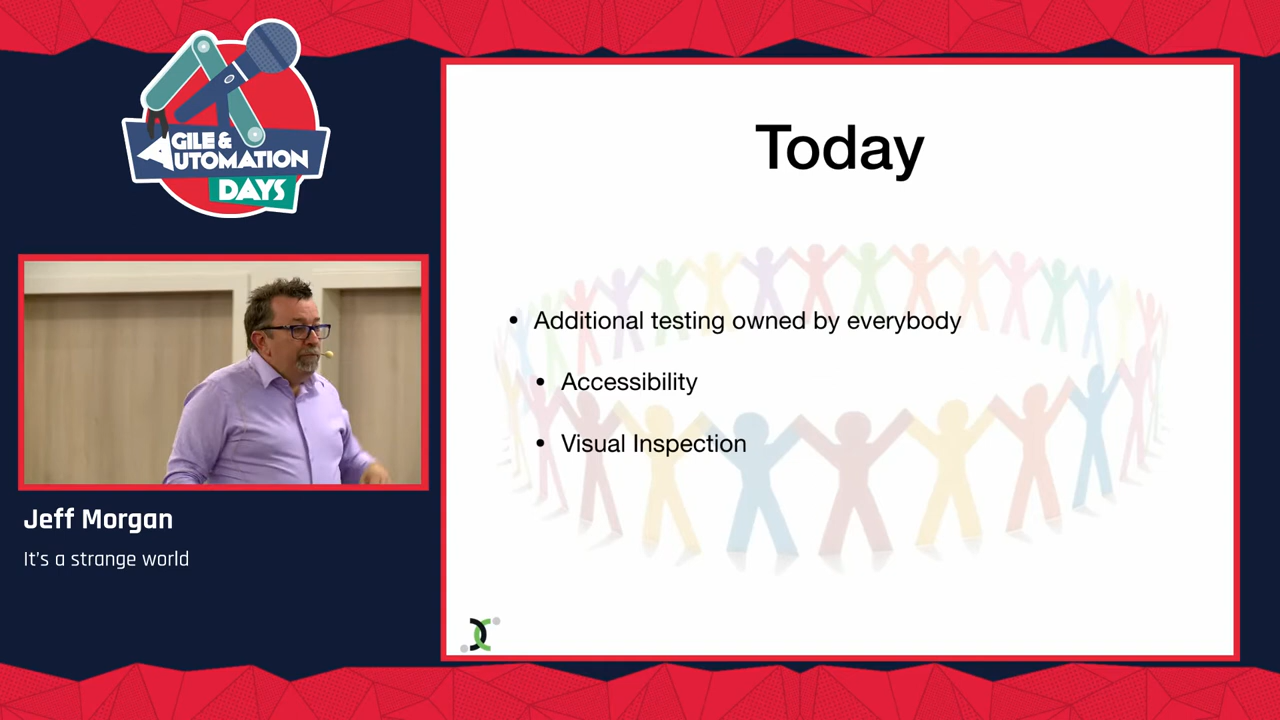 AGILE &
AUTOMATION
DAYS
Jeff Morgan
It's a strange world
Today
• Additional testing owned by everybody
• Accessibility
• Visual Inspection